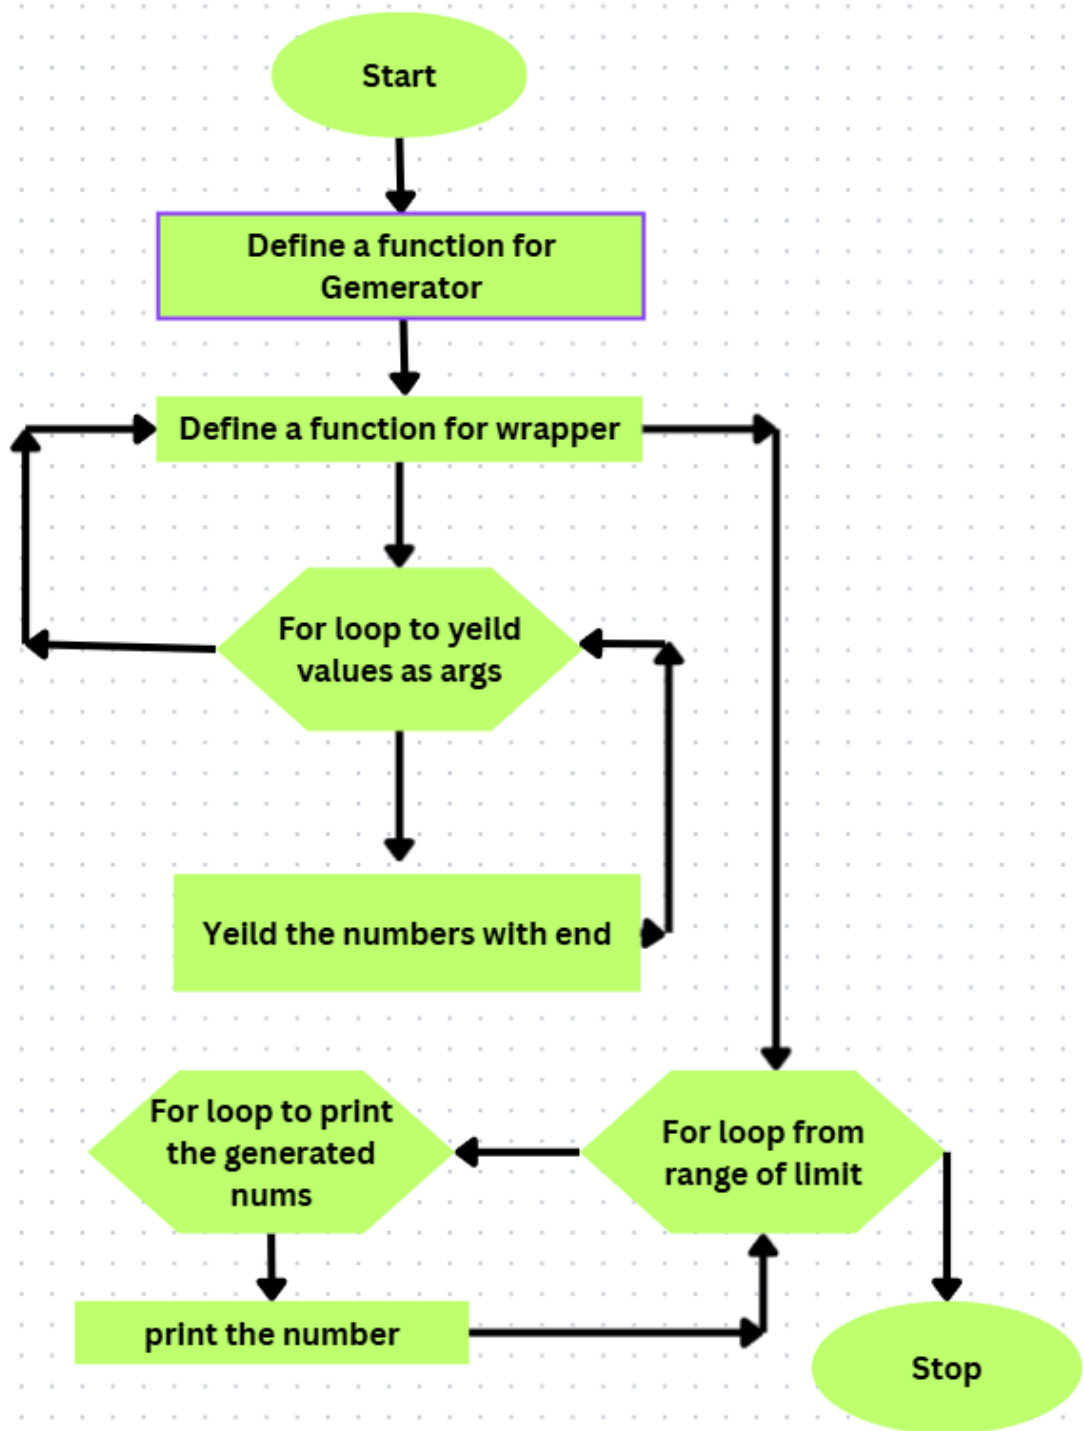 Start
Define a function for
Gemerator
Define a function for wrapper
For loop to yeild
values as args
Yeild the numbers with end
For loop to print
the generated
nums
For loop from
range of limit
print the number
Stop